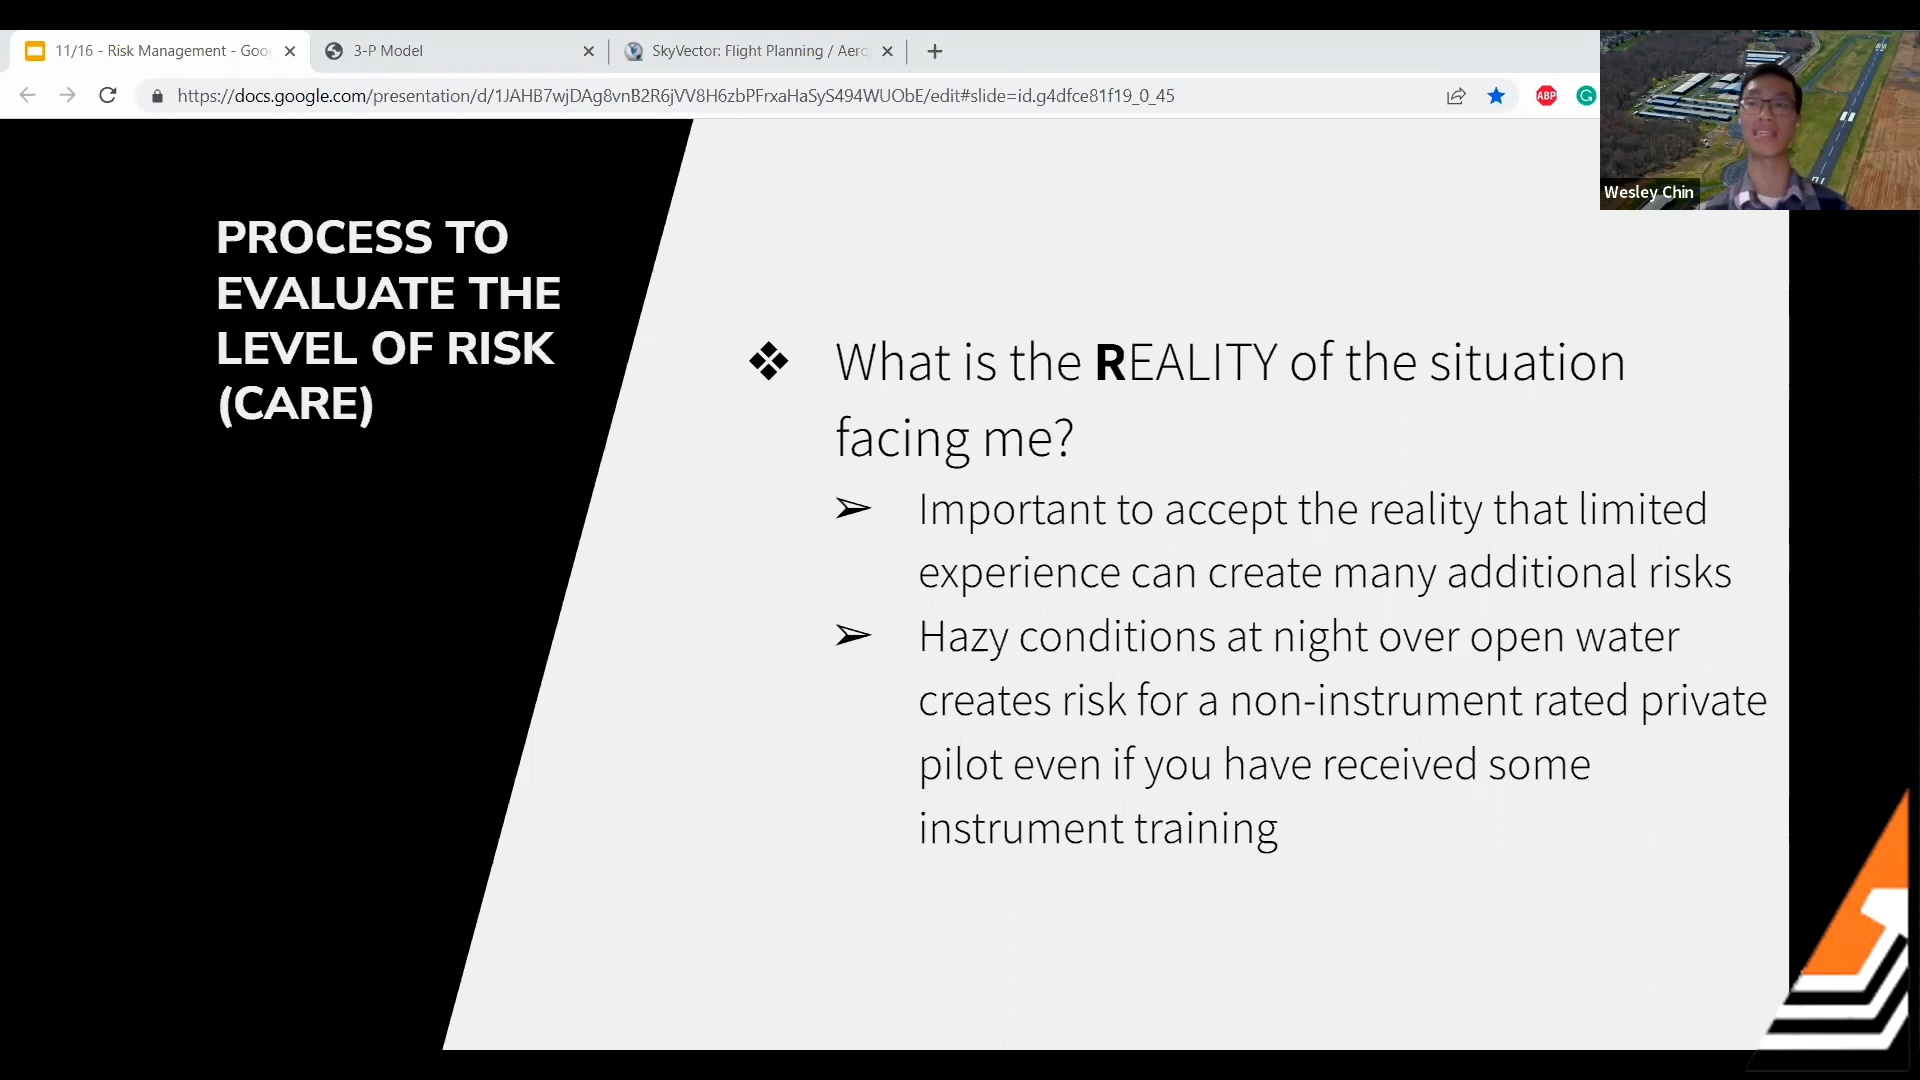 11/16 - Risk Management - Goo
3-P Model
SkyVector: Flight Planning / Aero
https://docs.google.com/presentation/d/1JAHB7wjDAg8vnB2R6jVV8H6zbPFrxaHaSyS494WUObE/edit#slide=id.g4dfce81f19_0_45
ABP
G
Wesley Chin
PROCESS TO
EVALUATE THE
LEVEL OF RISK
(CARE)
❖ What is the REALITY of the situation
facing me?
➢ Important to accept the reality that limited
experience can create many additional risks
➢ Hazy conditions at night over open water
creates risk for a non-instrument rated private
pilot even if you have received some
instrument training